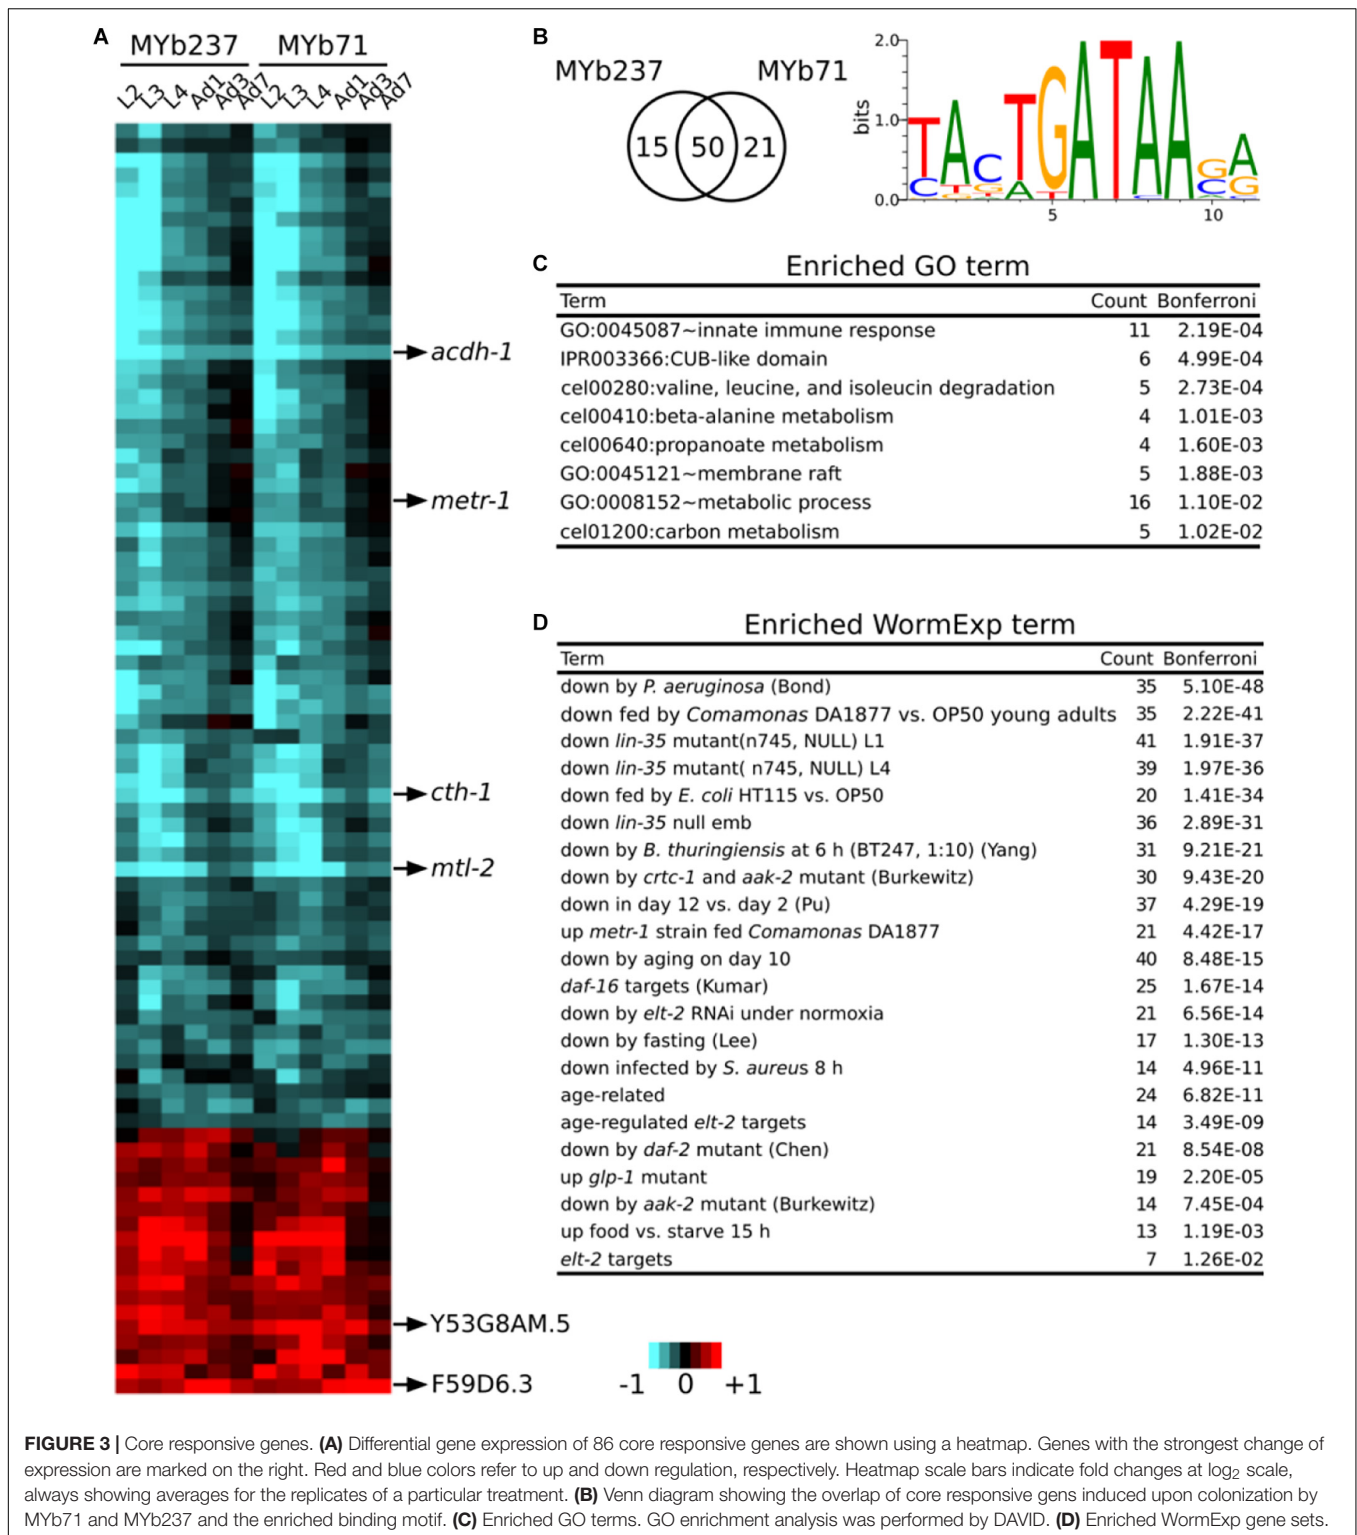 A
MYb237 MYb71
L2 L3 L4 Ad1 Ad3 Ad7 L2 L3 L4 Ad1 Ad3 Ad7
acdh-1
metr-1
cth-1
mtl-2
Y53G8AM.5
F59D6.3
-1 0 +1
B
MYb237 MYb71
15 50 21
2.0
1.0
0.0
bits
TACTGATAAGA
CTGA T CC G
5 10
C
Enriched GO term
Term Count Bonferroni
GO:0045087~innate immune response 11 2.19E-04
IPR003366:CUB-like domain 6 4.99E-04
cel00280:valine, leucine, and isoleucin degradation 5 2.73E-04
cel00410:beta-alanine metabolism 4 1.01E-03
cel00640:propanoate metabolism 4 1.60E-03
GO:0045121~membrane raft 5 1.88E-03
GO:0008152~metabolic process 16 1.10E-02
cel01200:carbon metabolism 5 1.02E-02
D
Enriched WormExp term
Term Count Bonferroni
down by P. aeruginosa (Bond) 35 5.10E-48
down fed by Comamonas DA1877 vs. OP50 young adults 35 2.22E-41
down lin-35 mutant(n745, NULL) L1 41 1.91E-37
down lin-35 mutant( n745, NULL) L4 39 1.97E-36
down fed by E. coli HT115 vs. OP50 20 1.41E-34
down lin-35 null emb 36 2.89E-31
down by B. thuringiensis at 6 h (BT247, 1:10) (Yang) 31 9.21E-21
down by crtc-1 and aak-2 mutant (Burkewitz) 30 9.43E-20
down in day 12 vs. day 2 (Pu) 37 4.29E-19
up metr-1 strain fed Comamonas DA1877 21 4.42E-17
down by aging on day 10 40 8.48E-15
daf-16 targets (Kumar) 25 1.67E-14
down by elt-2 RNAi under normoxia 21 6.56E-14
down by fasting (Lee) 17 1.30E-13
down infected by S. aureus 8 h 14 4.96E-11
age-related 24 6.82E-11
age-regulated elt-2 targets 14 3.49E-09
down by daf-2 mutant (Chen) 21 8.54E-08
up glp-1 mutant 19 2.20E-05
down by aak-2 mutant (Burkewitz) 14 7.45E-04
up food vs. starve 15 h 13 1.19E-03
elt-2 targets 7 1.26E-02
FIGURE 3 | Core responsive genes. (A) Differential gene expression of 86 core responsive genes are shown using a heatmap. Genes with the strongest change of
expression are marked on the right. Red and blue colors refer to up and down regulation, respectively. Heatmap scale bars indicate fold changes at log2 scale,
always showing averages for the replicates of a particular treatment. (B) Venn diagram showing the overlap of core responsive gens induced upon colonization by
MYb71 and MYb237 and the enriched binding motif. (C) Enriched GO terms. GO enrichment analysis was performed by DAVID. (D) Enriched WormExp gene sets.